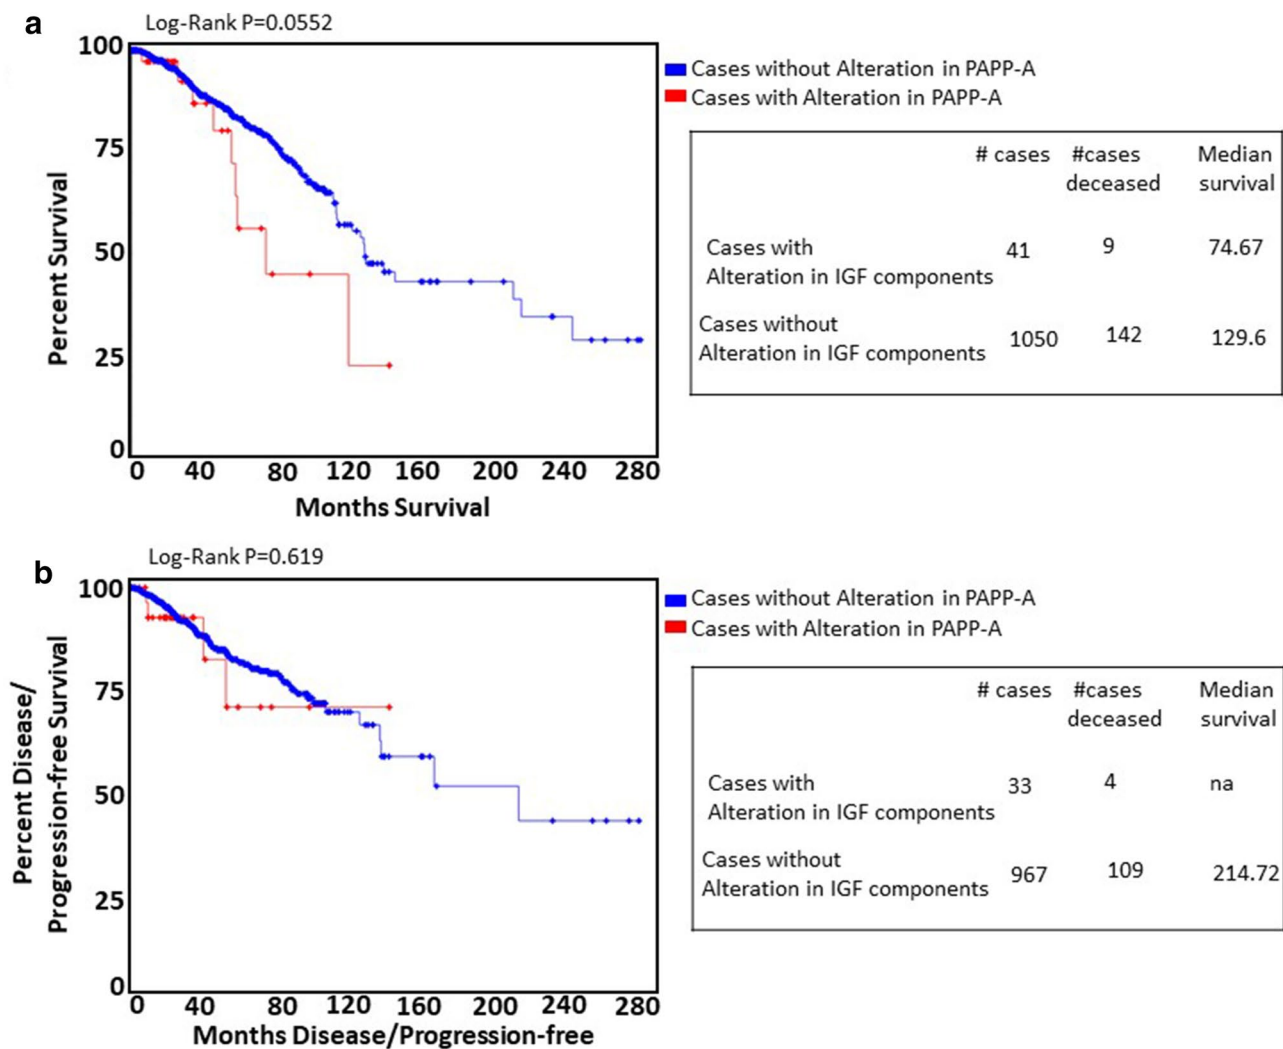 a
Log-Rank P=0.0552
100
75
50
25
0
Percent Survival
0 40 80 120 160 200 240 280
Months Survival
Cases without Alteration in PAPP-A
Cases with Alteration in PAPP-A
# cases #cases Median
deceased survival
Cases with
Alteration in IGF components 41 9 74.67
Cases without
Alteration in IGF components 1050 142 129.6
b
Log-Rank P=0.619
100
75
50
25
0
Percent Disease/
Progression-free Survival
0 40 80 120 160 200 240 280
Months Disease/Progression-free
Cases without Alteration in PAPP-A
Cases with Alteration in PAPP-A
# cases #cases Median
deceased survival
Cases with
Alteration in IGF components 33 4 na
Cases without
Alteration in IGF components 967 109 214.72